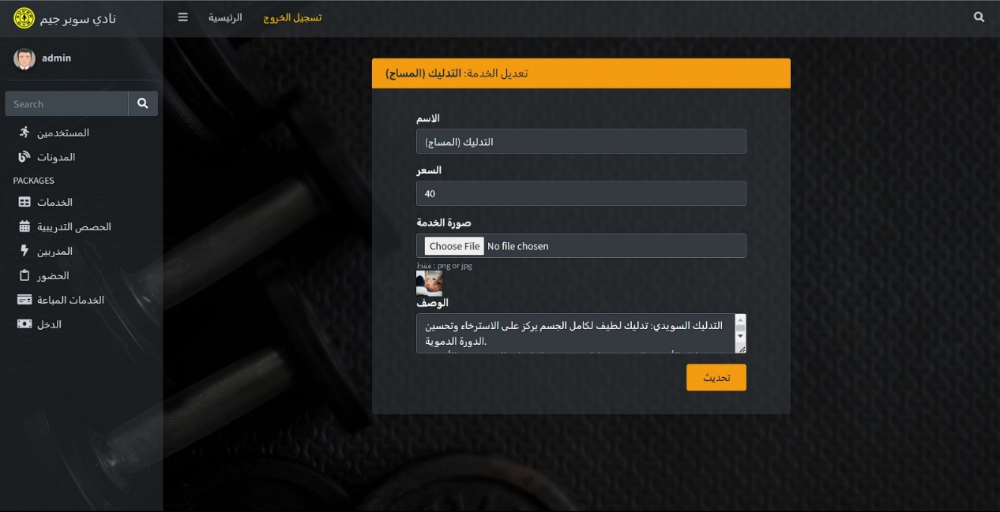 نادي سوبر جيم
الرئيسية
تسجيل الخروج
admin
Search
المستخدمين
المدونات
PACKAGES
الخدمات
الحصص التدريبية
المدربين
الحضور
الخدمات المباعة
الدخل
تعديل الخدمة: التدليك (المساج)
الاسم
التدليك (المساج)
السعر
40
صورة الخدمة
Choose File No file chosen
فقط : png or jpg
الوصف
التدليك السويدي: تدليك لطيف لكامل الجسم يركز على الاسترخاء وتحسين
الدورة الدموية.
تحديث